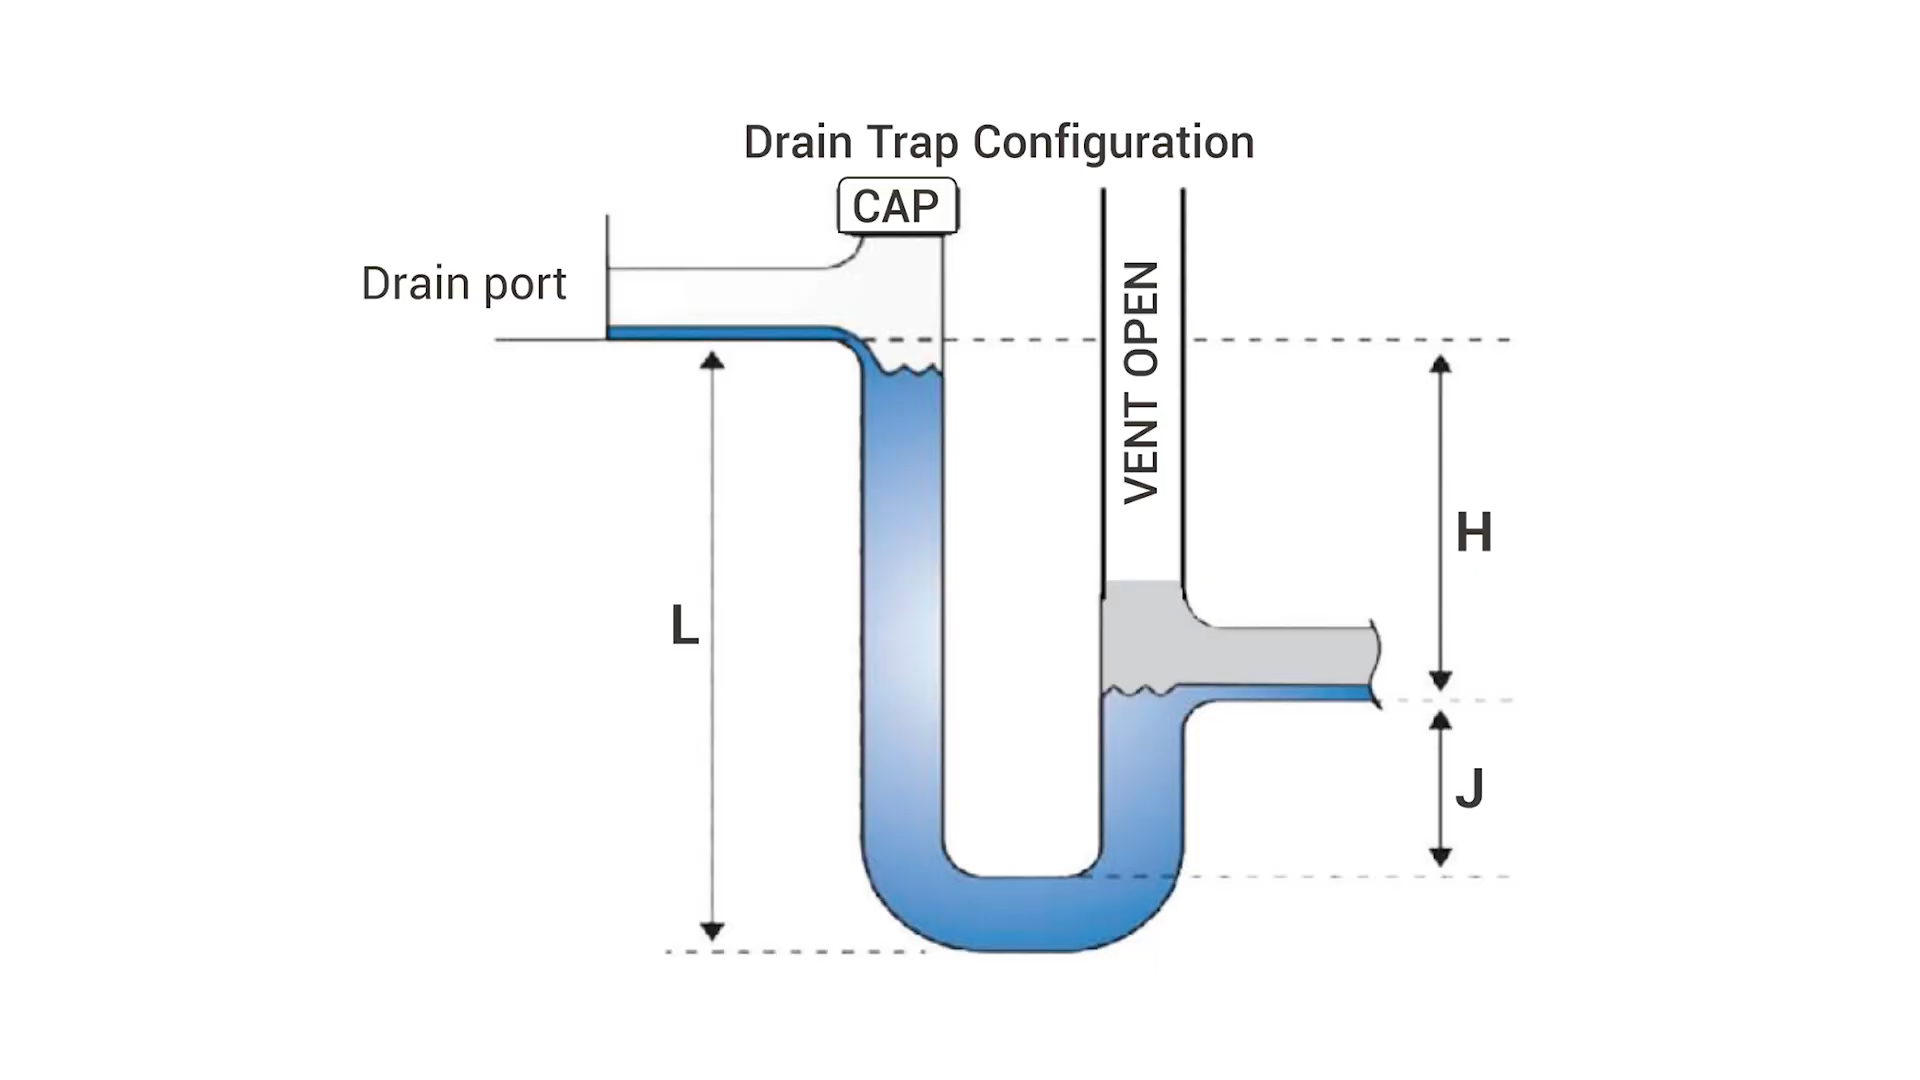 Drain Trap Configuration
CAP
Drain port
VENT OPEN
H
L
J